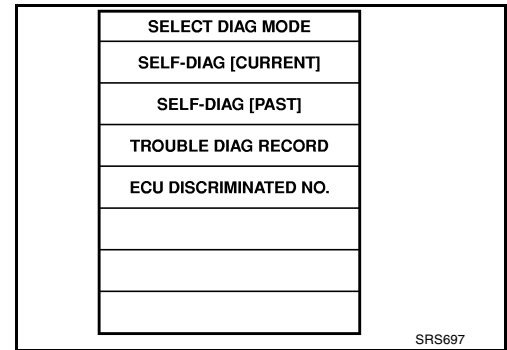 SELECT DIAG MODE
SELF-DIAG [CURRENT]
SELF-DIAG [PAST]
TROUBLE DIAG RECORD
ECU DISCRIMINATED NO.
SRS697